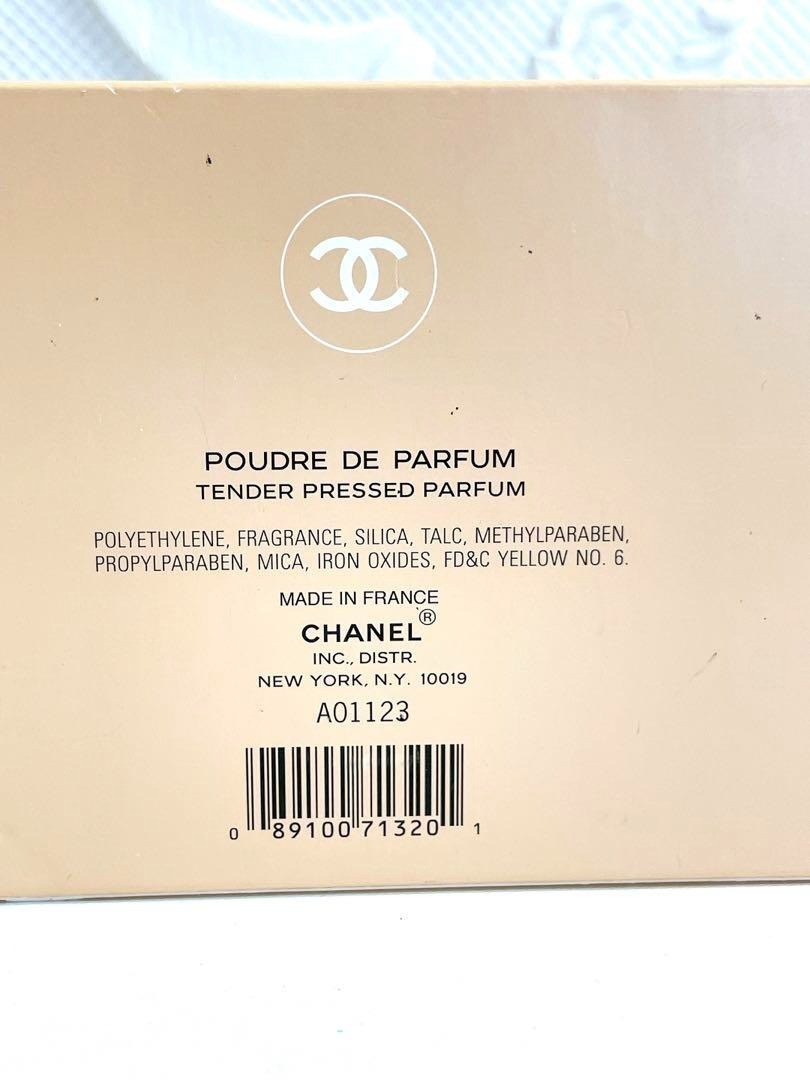 POUDRE DE PARFUM
TENDER PRESSED PARFUM
POLYETHYLENE, FRAGRANCE, SILICA, TALC, METHYLPARABEN,
PROPYLPARABEN, MICA, IRON OXIDES, FD&C YELLOW NO. 6.
MADE IN FRANCE
CHANEL®
INC., DISTR.
NEW YORK, N.Y. 10019
A01123
0 89100 71320 1